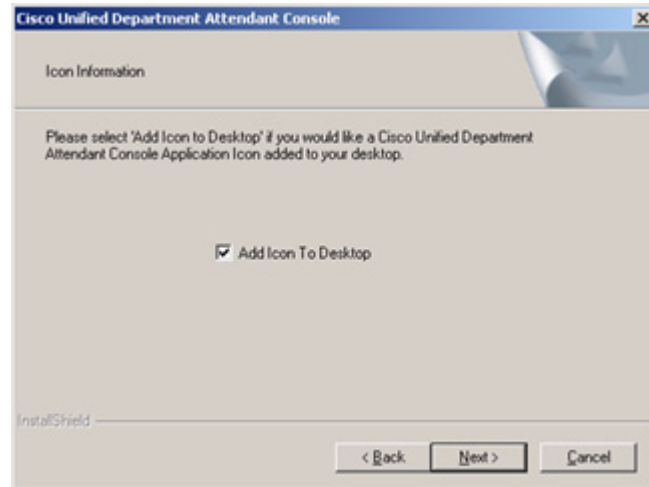 Cisco Unified Department Attendant Console
Icon Information
Please select 'Add Icon to Desktop' if you would like a Cisco Unified Department
Attendant Console Application Icon added to your desktop.
Add Icon To Desktop
InstallShield
< Back
Next >
Cancel